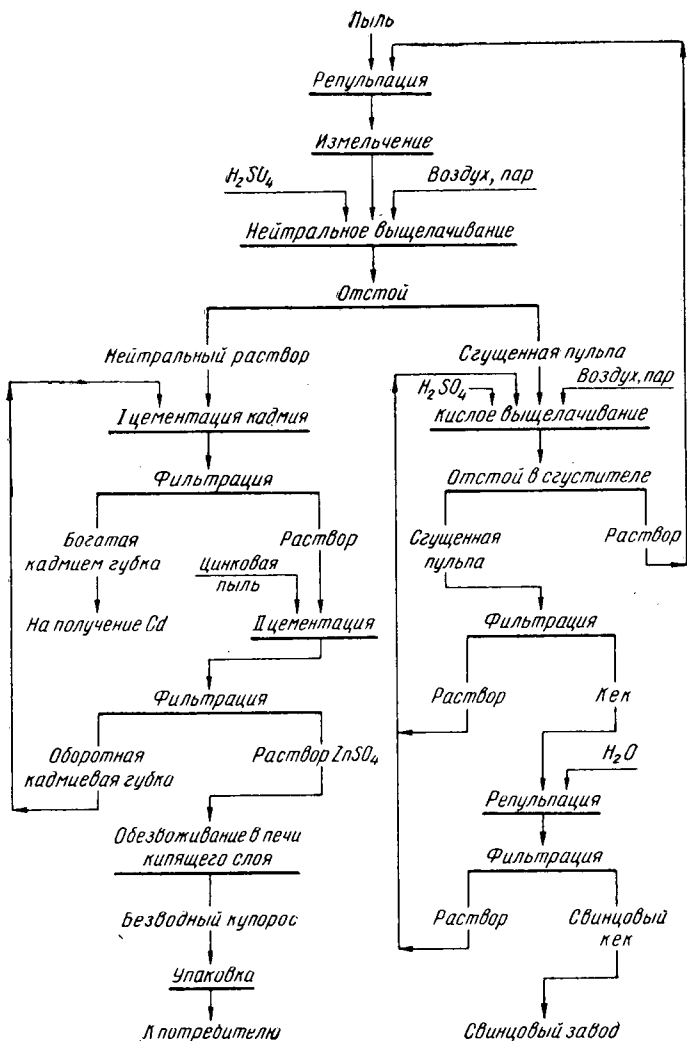 Пыль
Репульпация
Измельчение
H₂SO₄
Воздух, пар
Нейтральное выщелачивание
Отстой
Нейтральный раствор
I цементация кадмия
Фильтрация
Богатая
кадмием губка
Раствор
Цинковая
пыль
На получение Cd
II цементация
Фильтрация
Оборотная
кадмиевая губка
Раствор ZnSO₄
Обезвоживание в печи
кипящего слоя
Безводный купорос
Упаковка
К потребителю
Сгущенная пульпа
H₂SO₄
Воздух, пар
Кислое выщелачивание
Отстой в сгустителе
Сгущенная
пульпа
Раствор
Фильтрация
Раствор
Кек
H₂O
Репульпация
Фильтрация
Раствор
Свинцовый
кек
Свинцовый завод